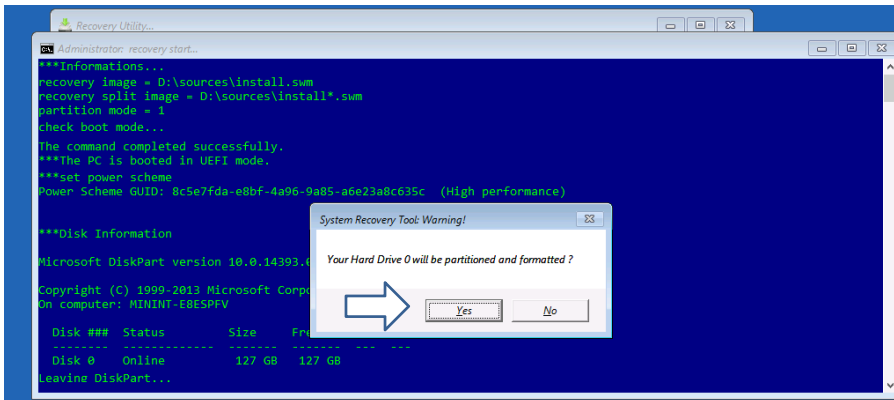 Recovery Utility...
Administrator: recovery start...
***Informations...
recovery image = D:\sources\install.swm
recovery split image = D:\sources\install*.swm
partition mode = 1
check boot mode...
The command completed successfully.
***The PC is booted in UEFI mode.
***set power scheme
Power Scheme GUID: 8c5e7fda-e8bf-4a96-9a85-a6e23a8c635c (High performance)
System Recovery Tool: Warning!
***Disk Information
Your Hard Drive 0 will be partitioned and formatted ?
Microsoft DiskPart version 10.0.14393.
Copyright (C) 1999-2013 Microsoft
On computer: MININT-E8ESPFV
Yes No
Disk ### Status Size
-------- ------------- ------- ------- --- ---
Disk 0 Online 127 GB 127 GB
Leaving DiskPart...